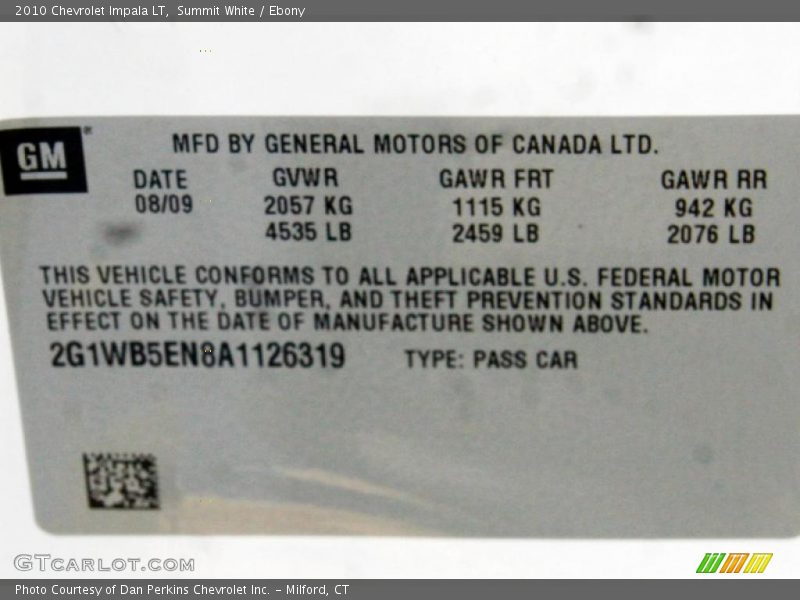 2010 Chevrolet Impala LT, Summit White / Ebony
GM®
MFD BY GENERAL MOTORS OF CANADA LTD.
DATE GVWR GAWR FRT GAWR RR
08/09 2057 KG 1115 KG 942 KG
4535 LB 2459 LB 2076 LB
THIS VEHICLE CONFORMS TO ALL APPLICABLE U.S. FEDERAL MOTOR
VEHICLE SAFETY, BUMPER, AND THEFT PREVENTION STANDARDS IN
EFFECT ON THE DATE OF MANUFACTURE SHOWN ABOVE.
2G1WB5EN8A1126319 TYPE: PASS CAR
GTCARLOT.COM
Photo Courtesy of Dan Perkins Chevrolet Inc. - Milford, CT